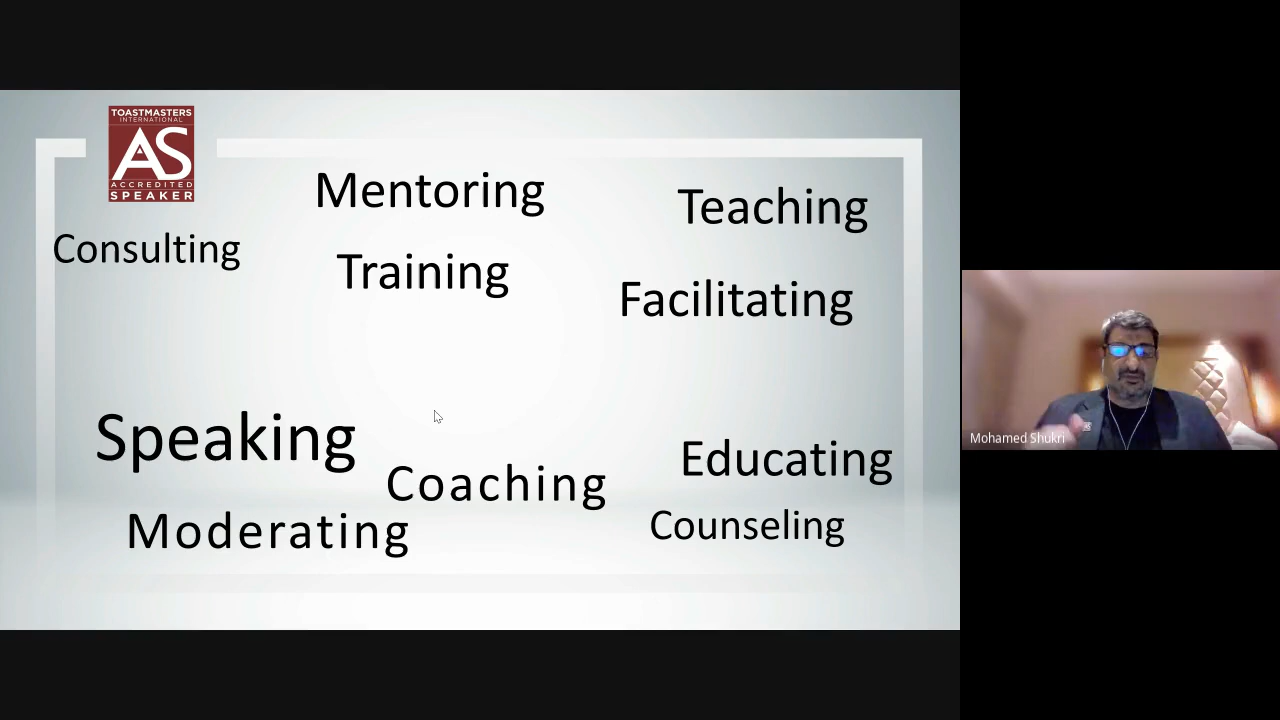 TOASTMASTERS
INTERNATIONAL
AS
ACCREDITED
SPEAKER
Mentoring
Teaching
Consulting
Training
Facilitating
Speaking
Educating
Coaching
Moderating
Counseling
Mohamed Shukri